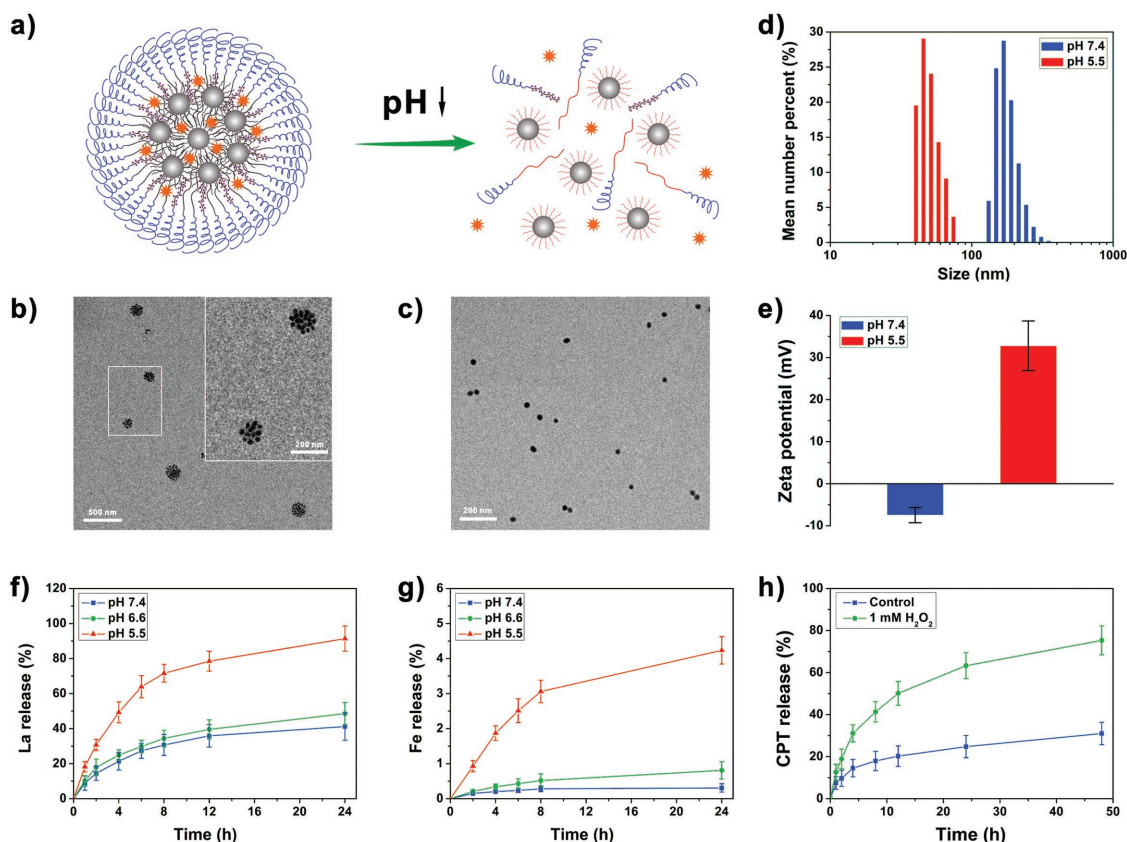 a)
pH ↓
b)
500 nm
200 nm
c)
200 nm
d)
Mean number percent (%)
30
25
20
15
10
5
0
10
100
1000
Size (nm)
pH 7.4
pH 5.5
e)
Zeta potential (mV)
40
30
20
10
0
-10
pH 7.4
pH 5.5
f)
La release (%)
120
100
80
60
40
20
0
0 4 8 12 16 20 24
Time (h)
pH 7.4
pH 6.6
pH 5.5
g)
Fe release (%)
6
5
4
3
2
1
0
0 4 8 12 16 20 24
Time (h)
pH 7.4
pH 6.6
pH 5.5
h)
CPT release (%)
100
80
60
40
20
0
0 10 20 30 40 50
Time (h)
Control
1 mM H₂O₂